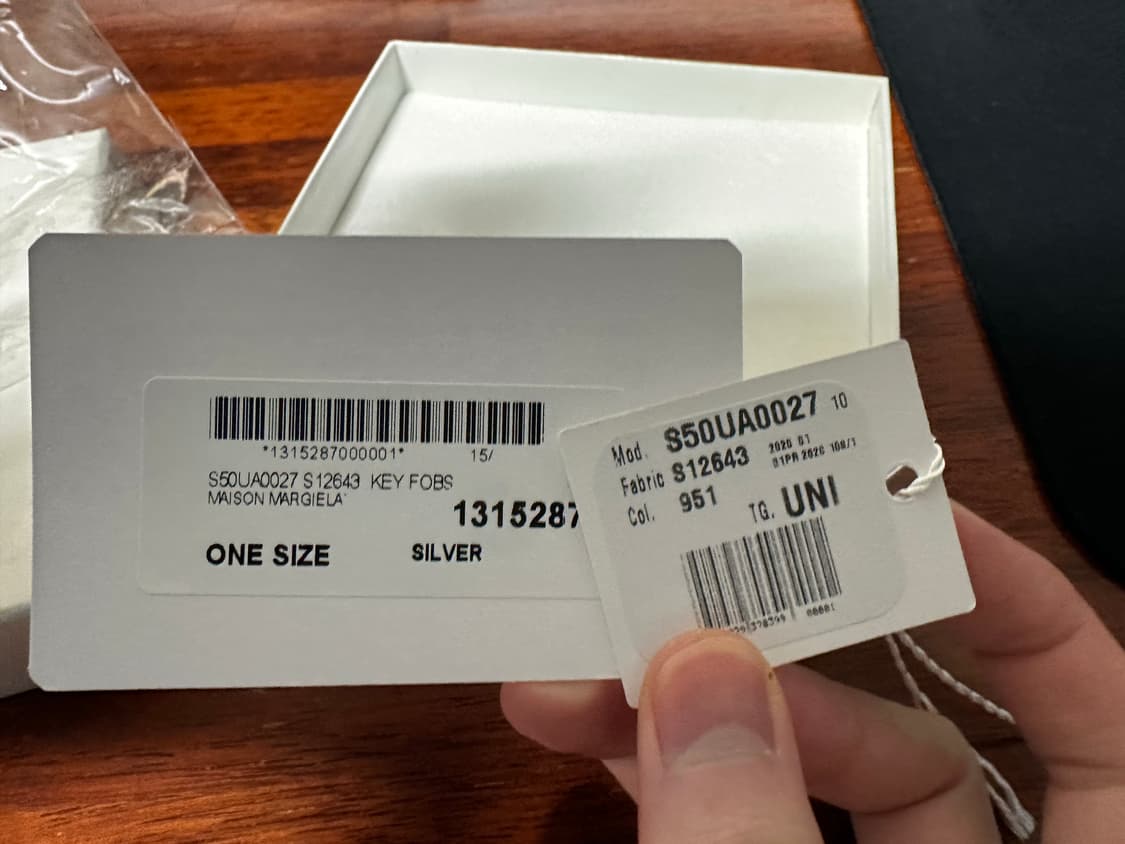 *1315287000001* 15/
S50UA0027 S12643 KEY FOBS
MAISON MARGIELA
1315287
ONE SIZE SILVER
Mod. S50UA0027 10
Fabric S12643
Col. 951
TG. UNI
00001